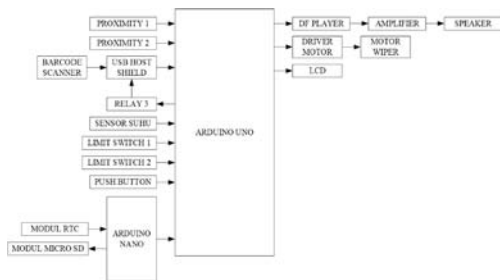 PROXIMITY 1
PROXIMITY 2
BARCODE
SCANNER
USB HOST
SHIELD
RELAY 3
SENSOR SUHU
LIMIT SWITCH 1
LIMIT SWITCH 2
PUSH BUTTON
MODUL RTC
MODUL MICRO SD
ARDUINO
NANO
ARDUINO UNO
DF PLAYER
AMPLIFIER
SPEAKER
DRIVER
MOTOR
MOTOR
WIPER
LCD